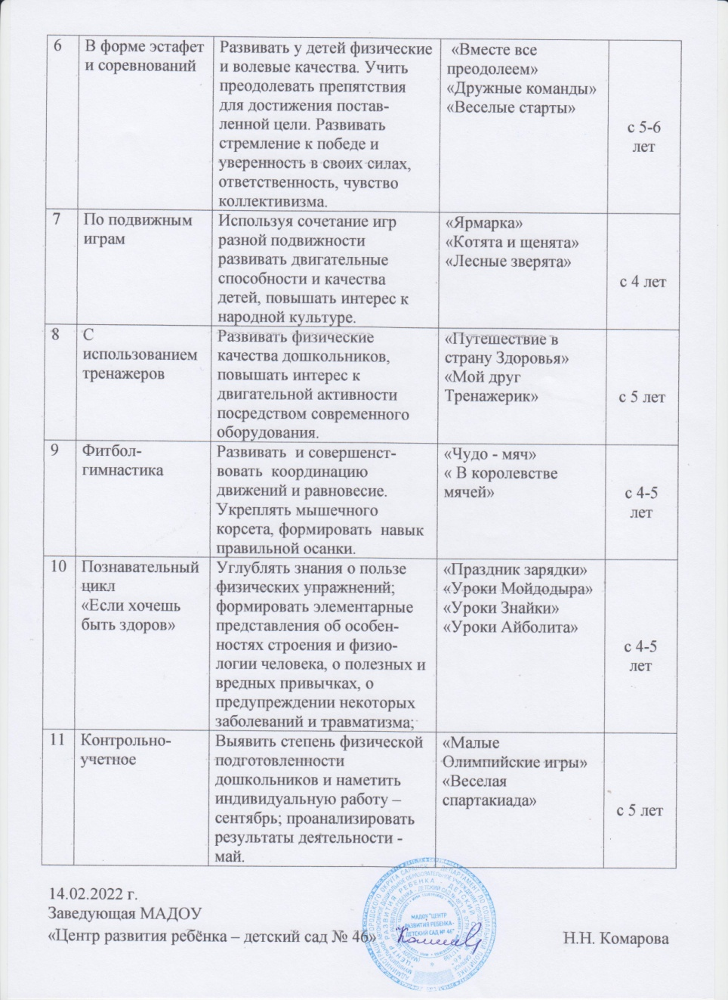 6
В форме эстафет
и соревнований
Развивать у детей физические
и волевые качества. Учить
преодолевать препятствия
для достижения постав-
ленной цели. Развивать
стремление к победе и
уверенность в своих силах,
ответственность, чувство
коллективизма.
«Вместе все
преодолеем»
«Дружные команды»
«Веселые старты»
с 5-6
лет
7
По подвижным
играм
Используя сочетание игр
разной подвижности
развивать двигательные
способности и качества
детей, повышать интерес к
народной культуре.
«Ярмарка»
«Котята и щенята»
«Лесные зверята»
с 4 лет
8
С
использованием
тренажеров
Развивать физические
качества дошкольников,
повышать интерес к
двигательной активности
посредством современного
оборудования.
«Путешествие в
страну Здоровья»
«Мой друг
Тренажерик»
с 5 лет
9
Фитбол-
гимнастика
Развивать и совершенст-
вовать координацию
движений и равновесие.
Укреплять мышечного
корсета, формировать навык
правильной осанки.
«Чудо - мяч»
« В королевстве
мячей»
с 4-5
лет
10
Познавательный
цикл
«Если хочешь
быть здоров»
Углублять знания о пользе
физических упражнений;
формировать элементарные
представления об особен-
ностях строения и физио-
логии человека, о полезных и
вредных привычках, о
предупреждении некоторых
заболеваний и травматизма;
«Праздник зарядки»
«Уроки Мойдодыра»
«Уроки Знайки»
«Уроки Айболита»
с 4-5
лет
11
Контрольно-
учетное
Выявить степень физической
подготовленности
дошкольников и наметить
индивидуальную работу –
сентябрь; проанализировать
результаты деятельности -
май.
«Малые
Олимпийские игры»
«Веселая
спартакиада»
с 5 лет
14.02.2022 г.
Заведующая МАДОУ
«Центр развития ребёнка – детский сад № 46»
Н.Н. Комарова
МАДОУ "ЦЕНТР
РАЗВИТИЯ РЕБЕНКА-
ДЕТСКИЙ САД № 46"